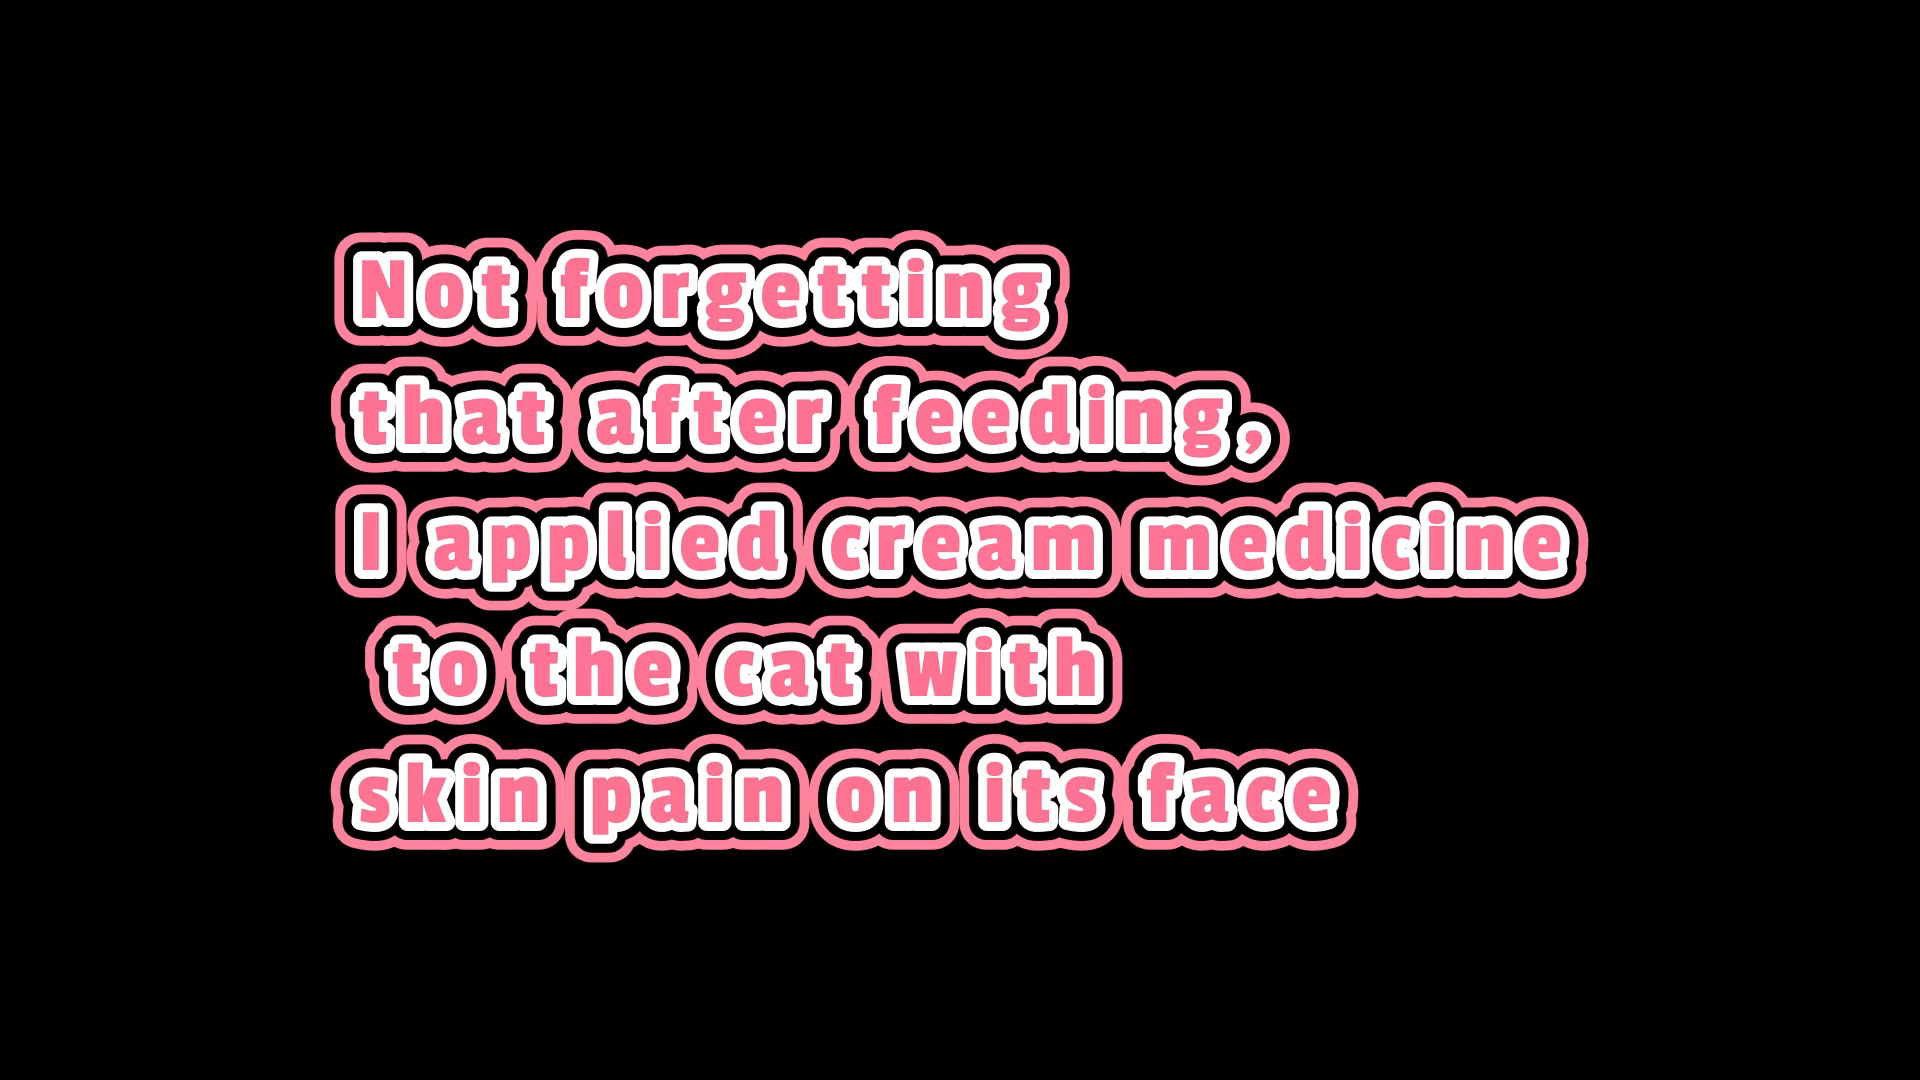 Not forgetting
that after feeding,
I applied cream medicine
to the cat with
skin pain on its face